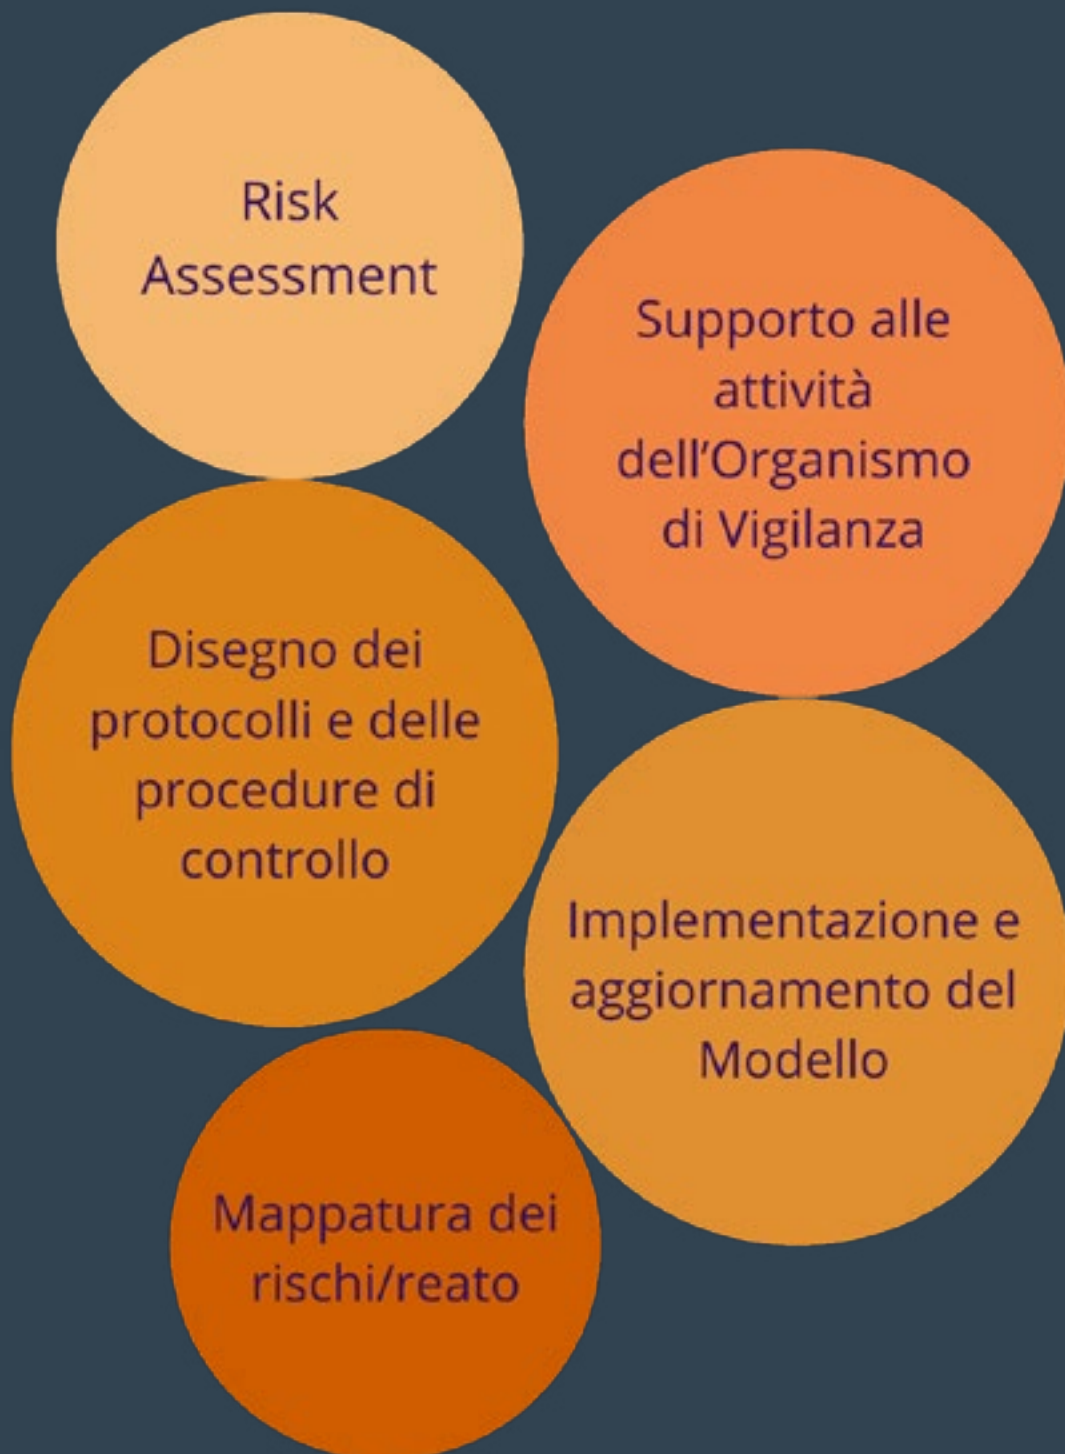 Risk
Assessment
Supporto alle
attività
dell’Organismo
di Vigilanza
Disegno dei
protocolli e delle
procedure di
controllo
Implementazione e
aggiornamento del
Modello
Mappatura dei
rischi/reato